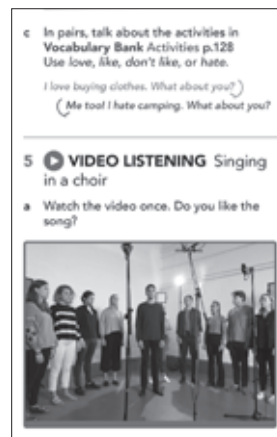 c In pairs, talk about the activities in
Vocabulary Bank Activities p.128
Use love, like, don't like, or hate.
I love buying clothes. What about you?
Me too! I hate camping. What about you?
5 VIDEO LISTENING Singing
in a choir
a Watch the video once. Do you like the
song?